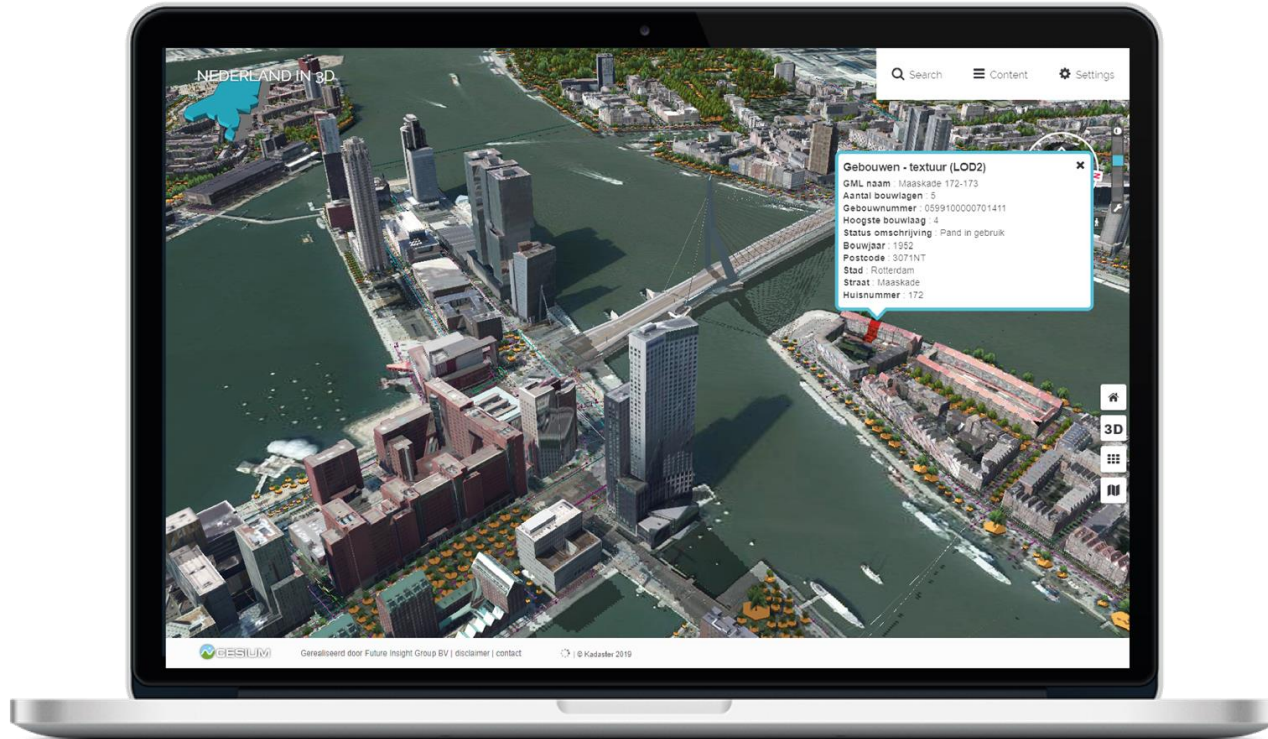 NEDERLAND IN 3D
Search Content Settings
Gebouwen - textuur (LOD2)
GML naam : Maaskade 172-173
Aantal bouwlagen : 5
Gebouwnummer : 0599100000701411
Hoogste bouwlaag : 4
Status omschrijving : Pand in gebruik
Bouwjaar : 1952
Postcode : 3071NT
Stad : Rotterdam
Straat : Maaskade
Huisnummer : 172
3D
CESIUM Gerealiseerd door Future Insight Group BV | disclaimer | contact | © Kadaster 2019